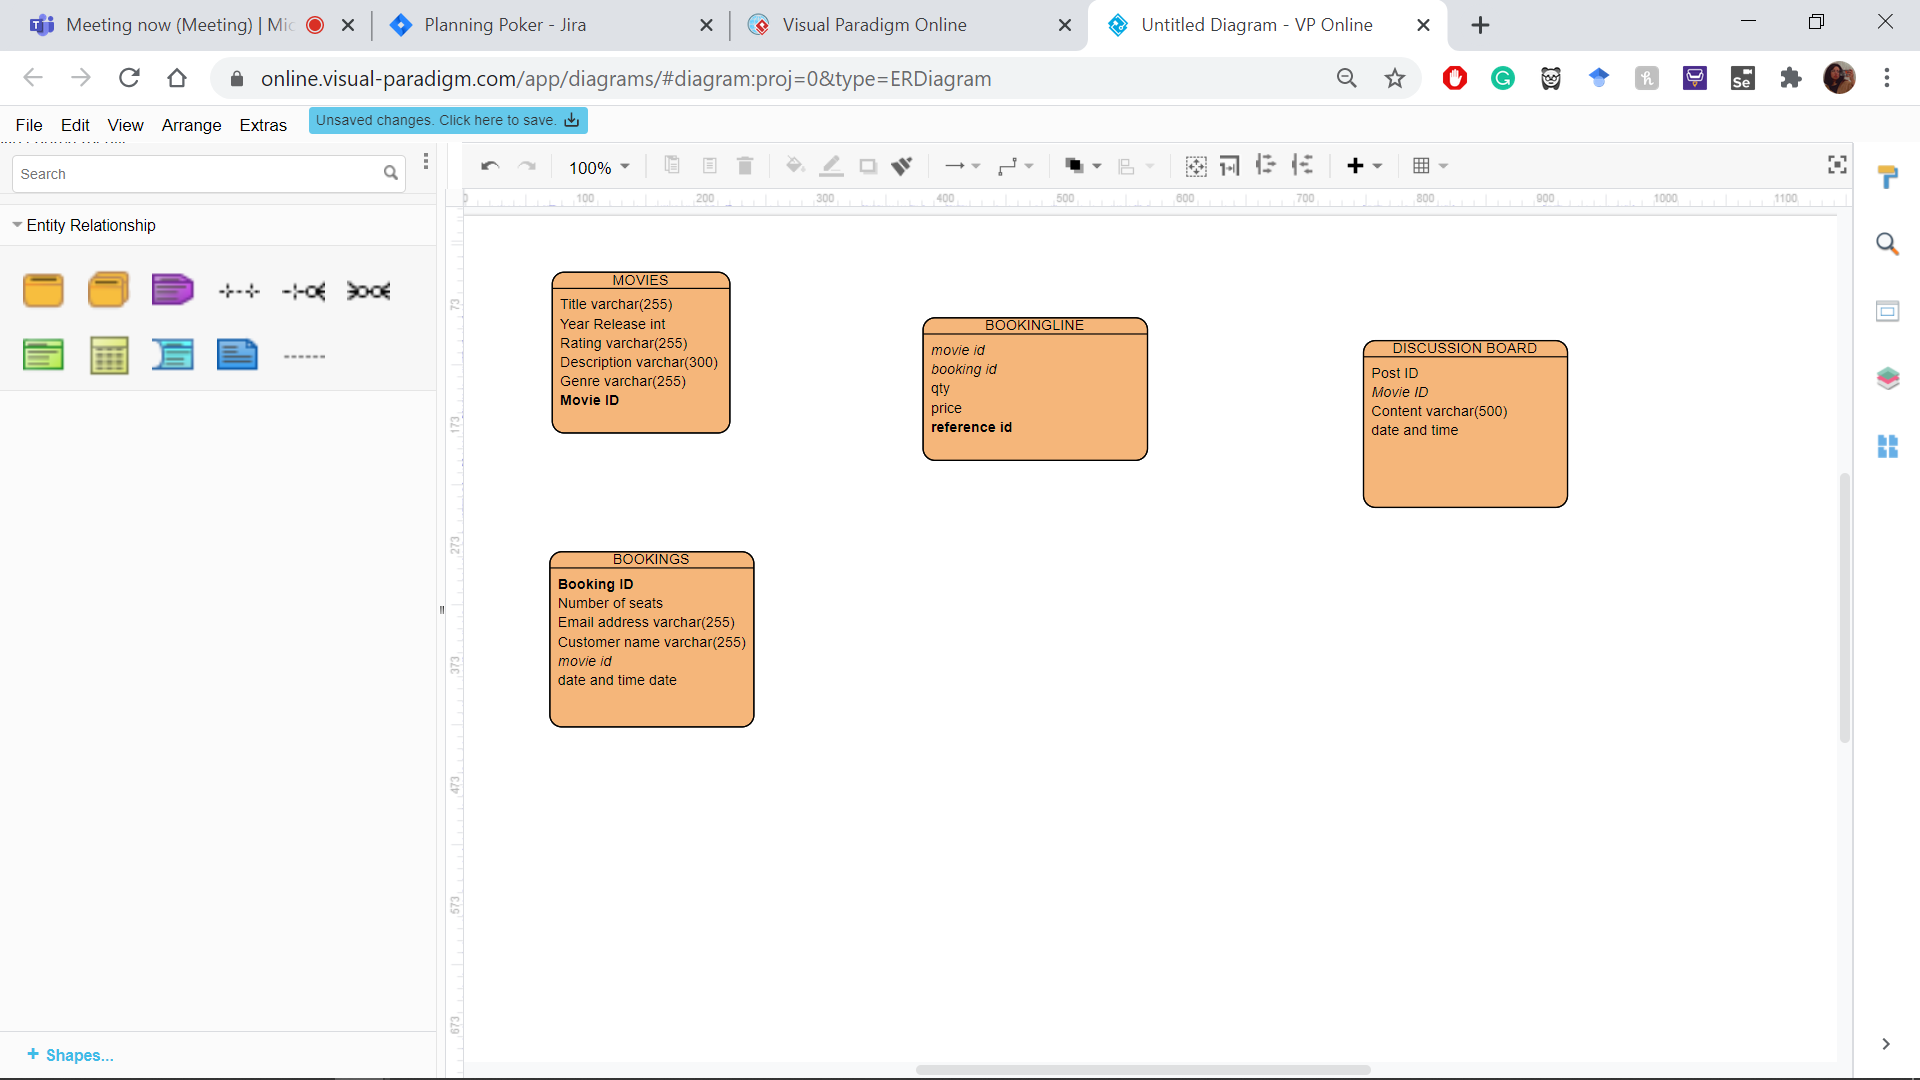 Meeting now (Meeting) | Mic
Planning Poker - Jira
Visual Paradigm Online
Untitled Diagram - VP Online
online.visual-paradigm.com/app/diagrams/#diagram:proj=0&type=ERDiagram
File Edit View Arrange Extras
Unsaved changes. Click here to save.
Search
100%
0 100 200 300 400 500 600 700 800 900 1000 1100
Entity Relationship
73
173
273
373
473
573
673
MOVIES
Title varchar(255)
Year Release int
Rating varchar(255)
Description varchar(300)
Genre varchar(255)
Movie ID
BOOKINGLINE
movie id
booking id
qty
price
reference id
DISCUSSION BOARD
Post ID
Movie ID
Content varchar(500)
date and time
BOOKINGS
Booking ID
Number of seats
Email address varchar(255)
Customer name varchar(255)
movie id
date and time date
+ Shapes...